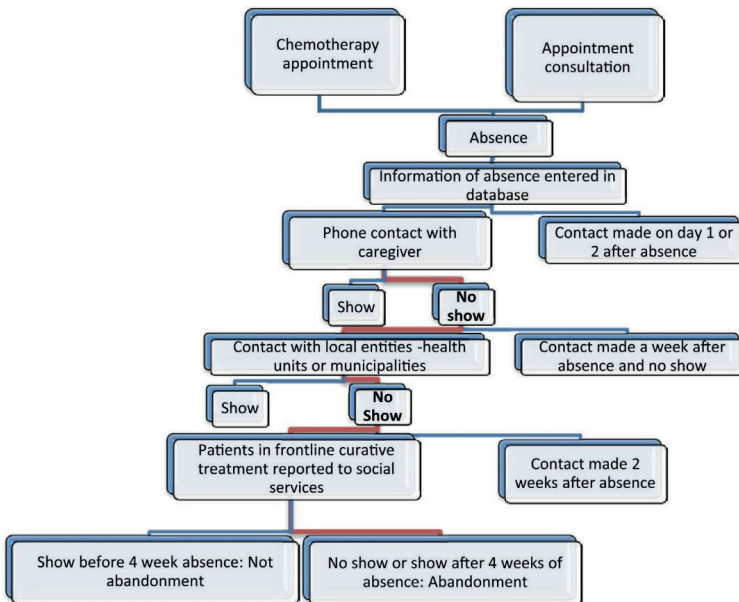 Chemotherapy
appointment
Appointment
consultation
Absence
Information of absence entered in
database
Phone contact with
caregiver
Contact made on day 1 or
2 after absence
Show
No
show
Contact with local entities -health
units or municipalities
Contact made a week after
absence and no show
Show
No
Show
Patients in frontline curative
treatment reported to social
services
Contact made 2
weeks after absence
Show before 4 week absence: Not
abandonment
No show or show after 4 weeks of
absence: Abandonment